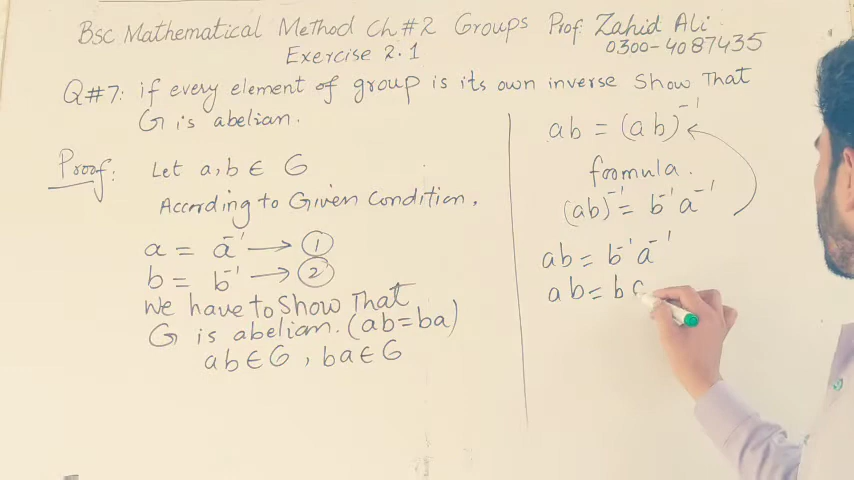 Bsc Mathematical Method Ch#2 Groups Prof. Zahid Ali
Exercise 2.1 0300-4087435
Q#7: if every element of group is its own inverse Show That
G is abelian.
Proof: Let a,b ∈ G
According to Given Condition,
a = a⁻¹ → ①
b = b⁻¹ → ②
We have to Show That
G is abelian. (ab=ba)
ab∈G , ba∈G
ab = (ab)⁻¹
formula.
(ab)⁻¹ = b⁻¹a⁻¹
ab = b⁻¹a⁻¹
ab = ba